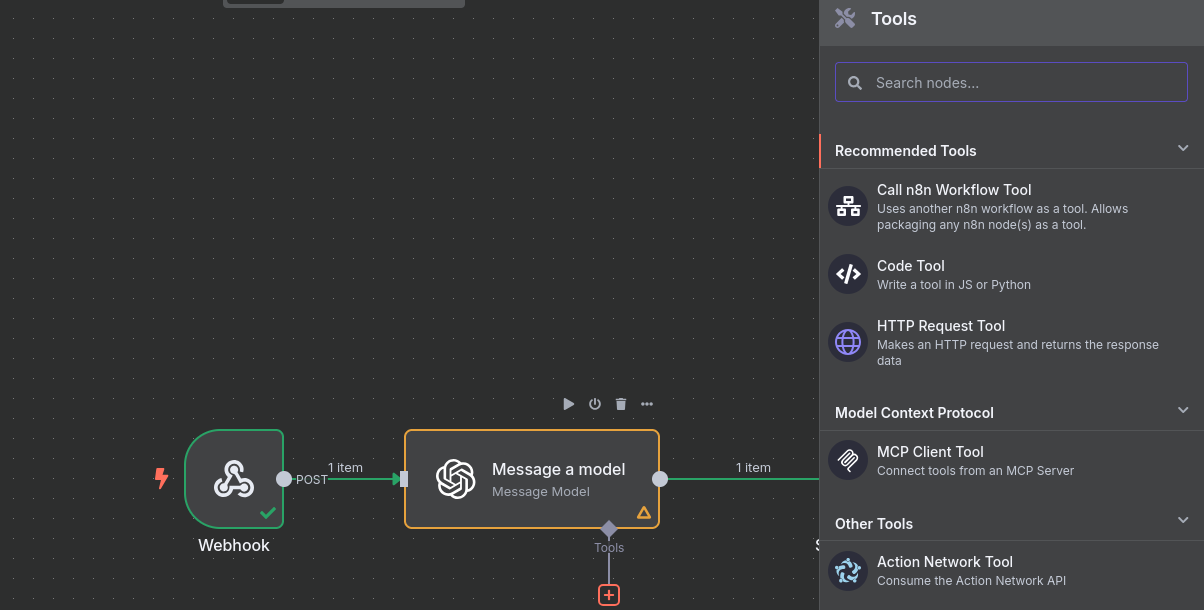 Tools
Search nodes...
Recommended Tools
Call n8n Workflow Tool
Uses another n8n workflow as a tool. Allows
packaging any n8n node(s) as a tool.
Code Tool
Write a tool in JS or Python
HTTP Request Tool
Makes an HTTP request and returns the response
data
Model Context Protocol
MCP Client Tool
Connect tools from an MCP Server
Other Tools
Action Network Tool
Consume the Action Network API
1 item
POST
Message a model
Message Model
1 item
Webhook
Tools